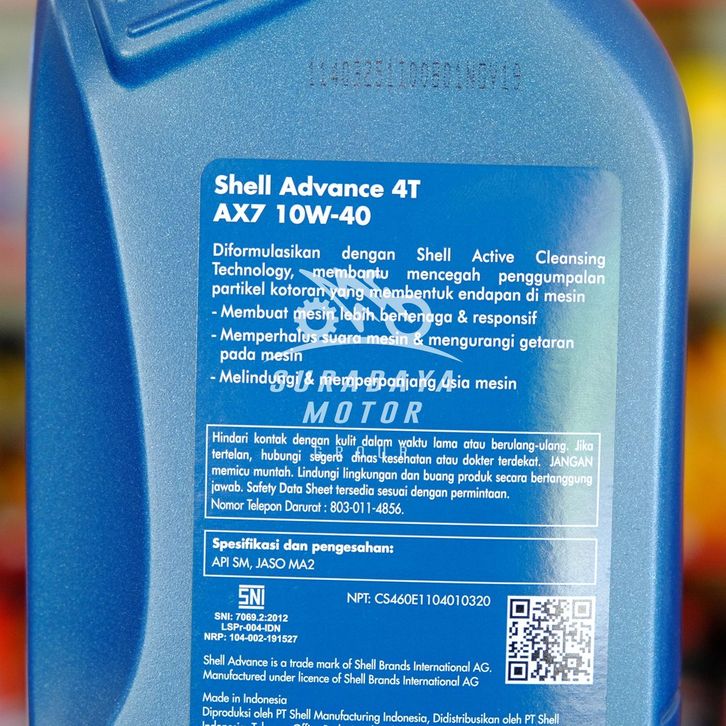 Shell Advance 4T
AX7 10W-40
Diformulasikan dengan Shell Active Cleansing
Technology, membantu mencegah penggumpalan
partikel kotoran yang membentuk endapan di mesin
- Membuat mesin lebih bertenaga & responsif
- Memperhalus suara mesin & mengurangi getaran
pada mesin
- Melindungi & memperpanjang usia mesin
SURABAYA
MOTOR
GROUP
Hindari kontak dengan kulit dalam waktu lama atau berulang-ulang. Jika
tertelan, hubungi segera dinas kesehatan atau dokter terdekat. JANGAN
memicu muntah. Lindungi lingkungan dan buang produk secara bertanggung
jawab. Safety Data Sheet tersedia sesuai dengan permintaan.
Nomor Telepon Darurat : 803-011-4856.
Spesifikasi dan pengesahan:
API SM, JASO MA2
SNI
SNI: 7069.2:2012
LSPr-004-IDN
NRP: 104-002-191527
NPT: CS460E1104010320
Shell Advance is a trade mark of Shell Brands International AG.
Manufactured under licence of Shell Brands International AG.
Made in Indonesia
Diproduksi oleh PT Shell Manufacturing Indonesia, Didistribusikan oleh PT Shell